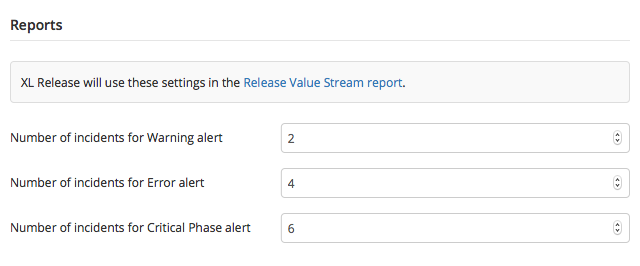 Reports
XL Release will use these settings in the Release Value Stream report.
Number of incidents for Warning alert 2
Number of incidents for Error alert 4
Number of incidents for Critical Phase alert 6